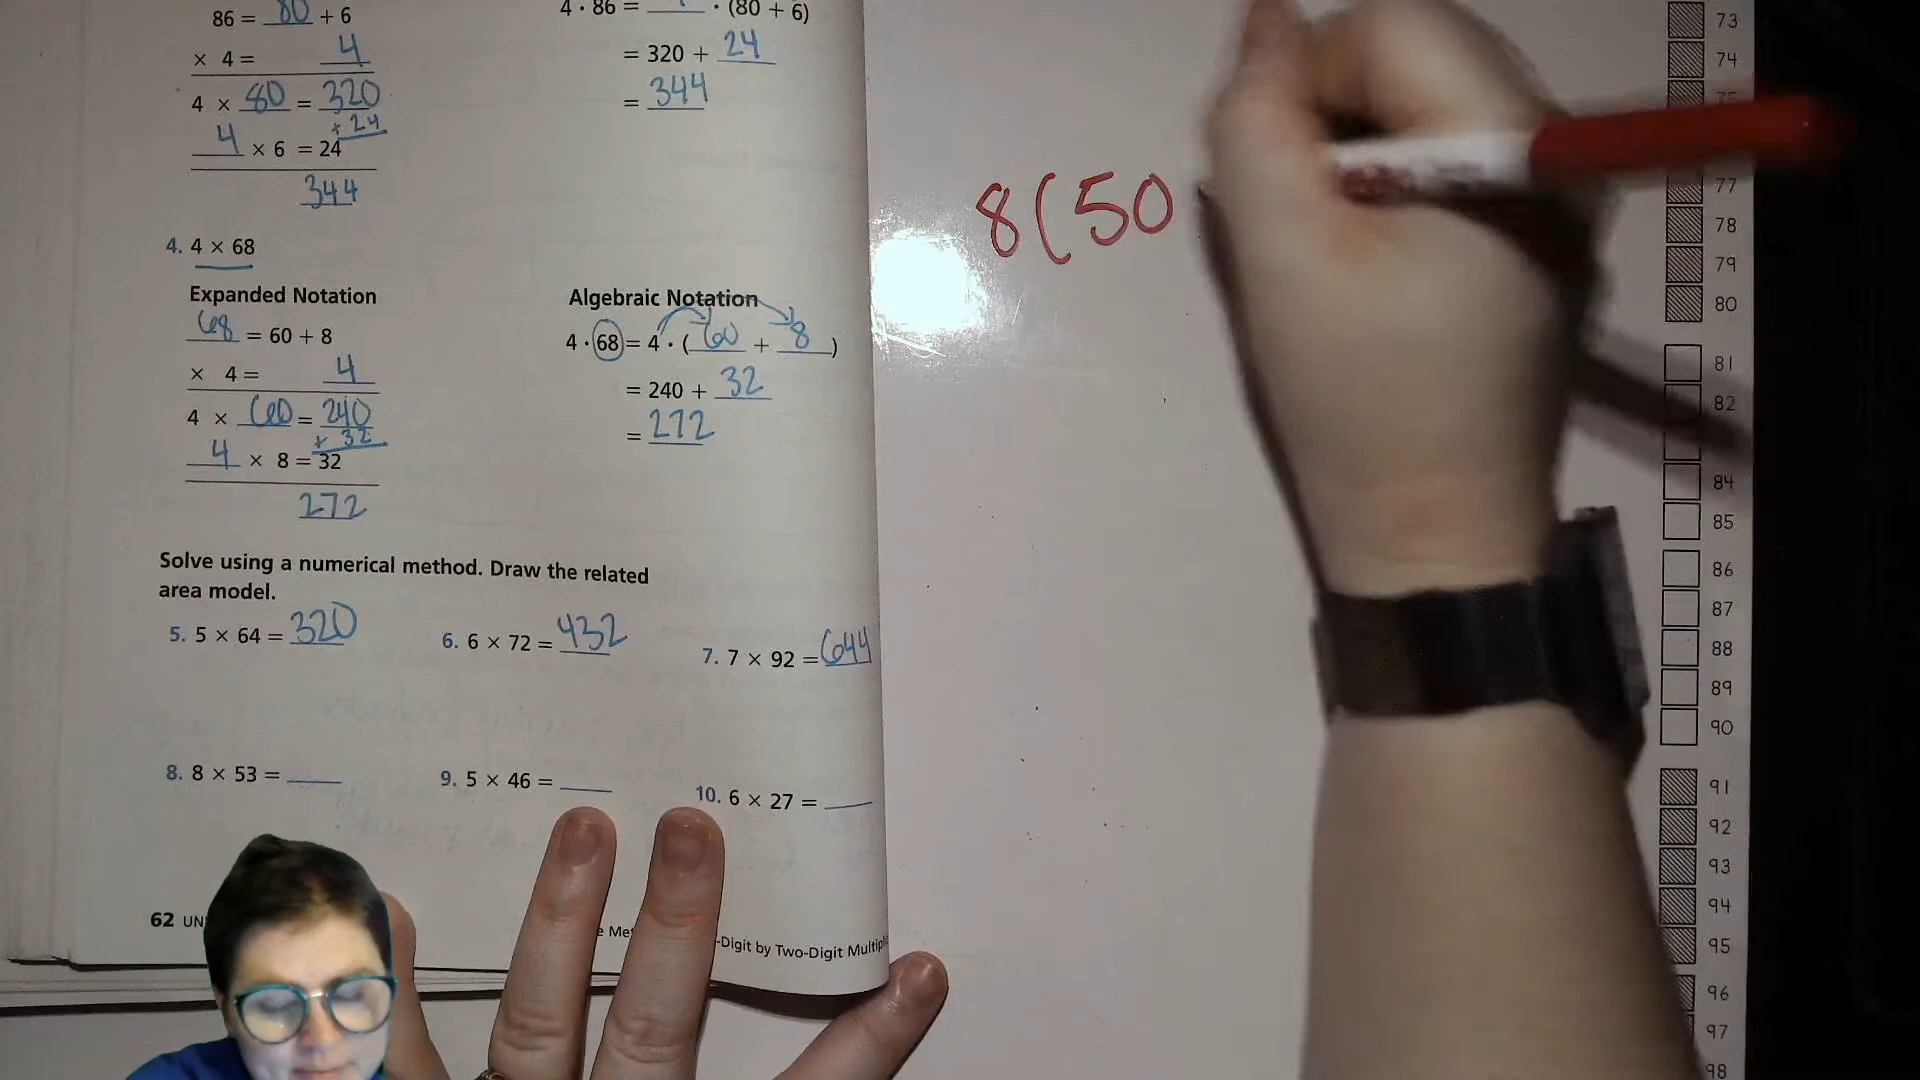 86 = 80 + 6
× 4 = 4
4 × 80 = 320
+ 24
4 × 6 = 24
344
4 · 86 = · (80 + 6)
= 320 + 24
= 344
4. 4 × 68
Expanded Notation
68 = 60 + 8
× 4 = 4
4 × 60 = 240
+ 32
4 × 8 = 32
272
Algebraic Notation
4 · 68 = 4 · ( 60 + 8 )
= 240 + 32
= 272
Solve using a numerical method. Draw the related
area model.
5. 5 × 64 = 320
6. 6 × 72 = 432
7. 7 × 92 = 644
8. 8 × 53 =
9. 5 × 46 =
10. 6 × 27 =
62 UN
-Digit by Two-Digit
8(50
73
74
77
78
79
80
81
82
84
85
86
87
88
89
90
91
92
93
94
95
96
97
98